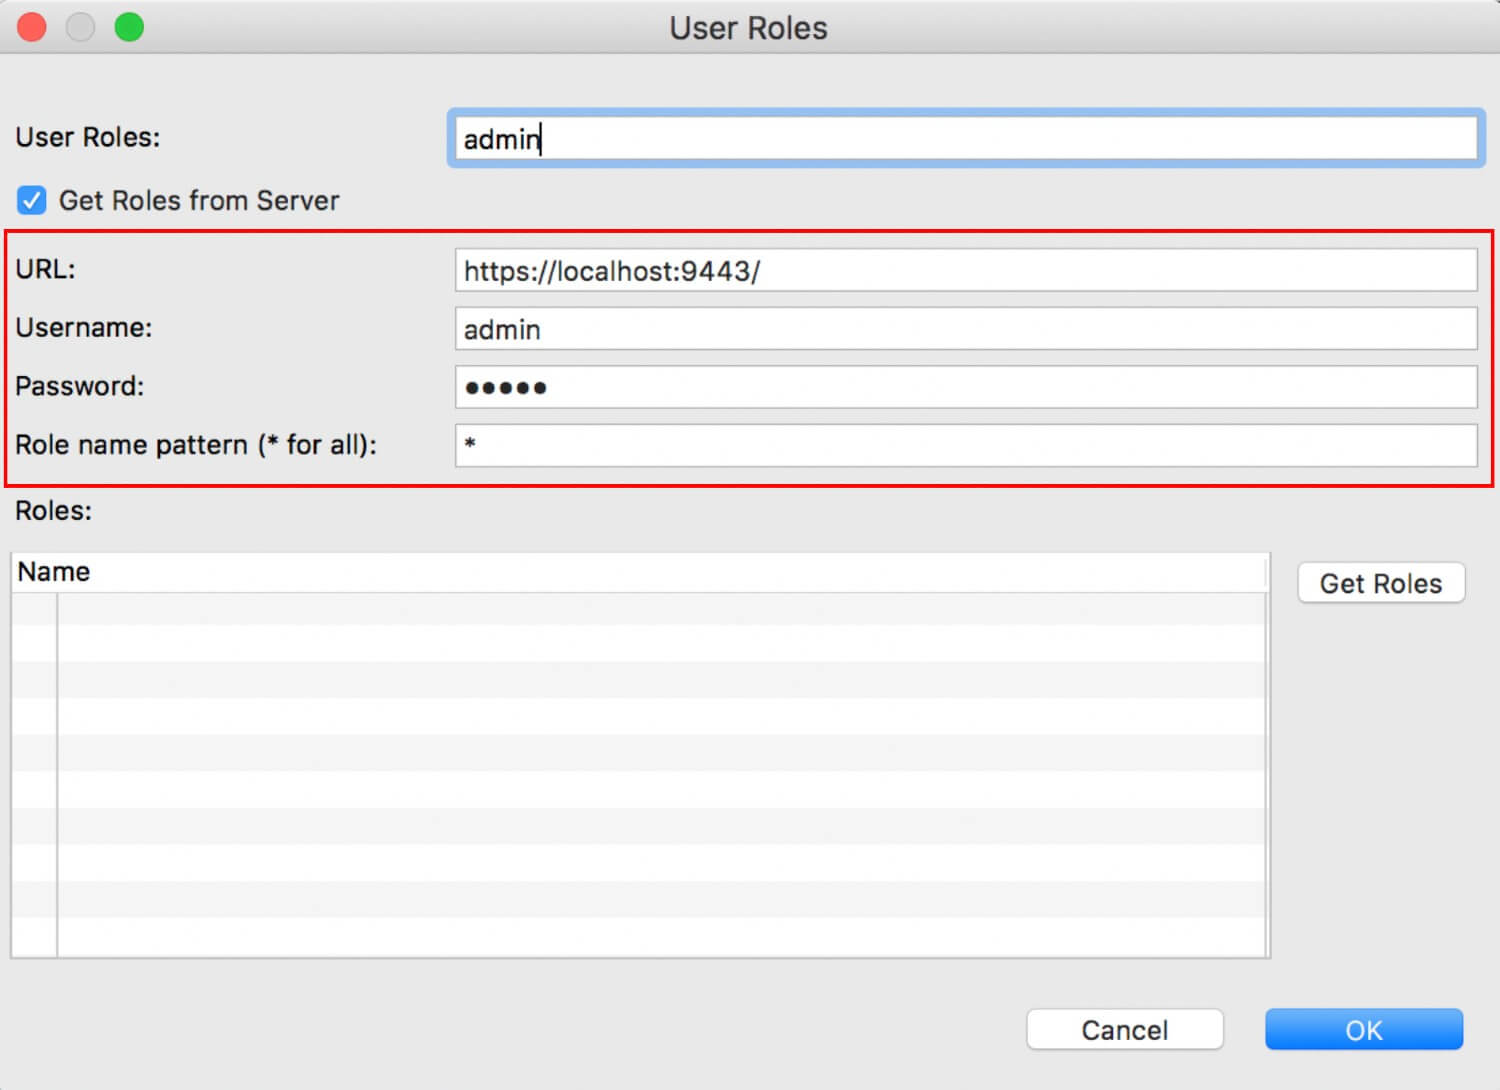 User Roles
User Roles: admin
Get Roles from Server
URL: https://localhost:9443/
Username: admin
Password: •••••
Role name pattern (* for all): *
Roles:
Name
Get Roles
Cancel OK